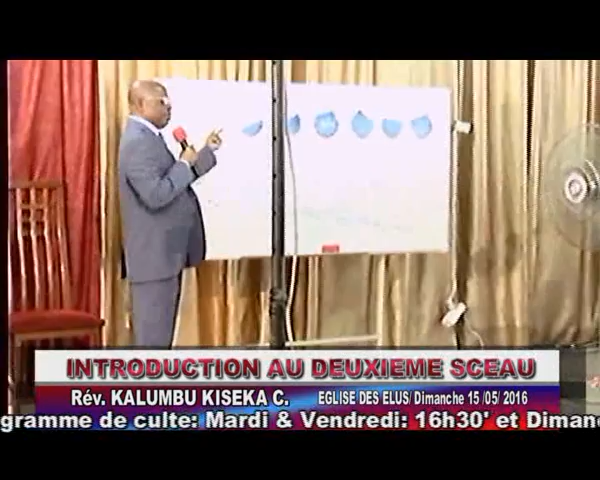 INTRODUCTION AU DEUXIEME SCEAU
Rév. KALUMBU KISEKA C. EGLISE DES ELUS/ Dimanche 15 /05/ 2016
gramme de culte: Mardi & Vendredi: 16h30' et Diman